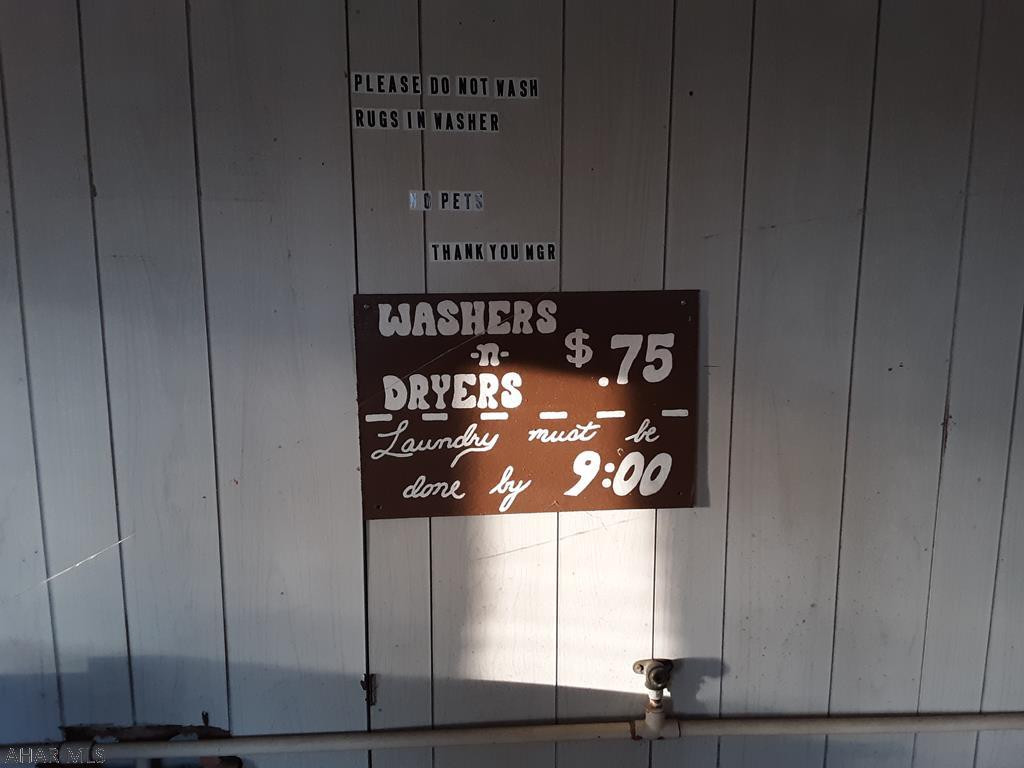 PLEASE DO NOT WASH
RUGS IN WASHER
NO PETS
THANK YOU MGR
WASHERS
-n-
DRYERS
$ .75
Laundry must be
done by 9:00
AHAR MLS